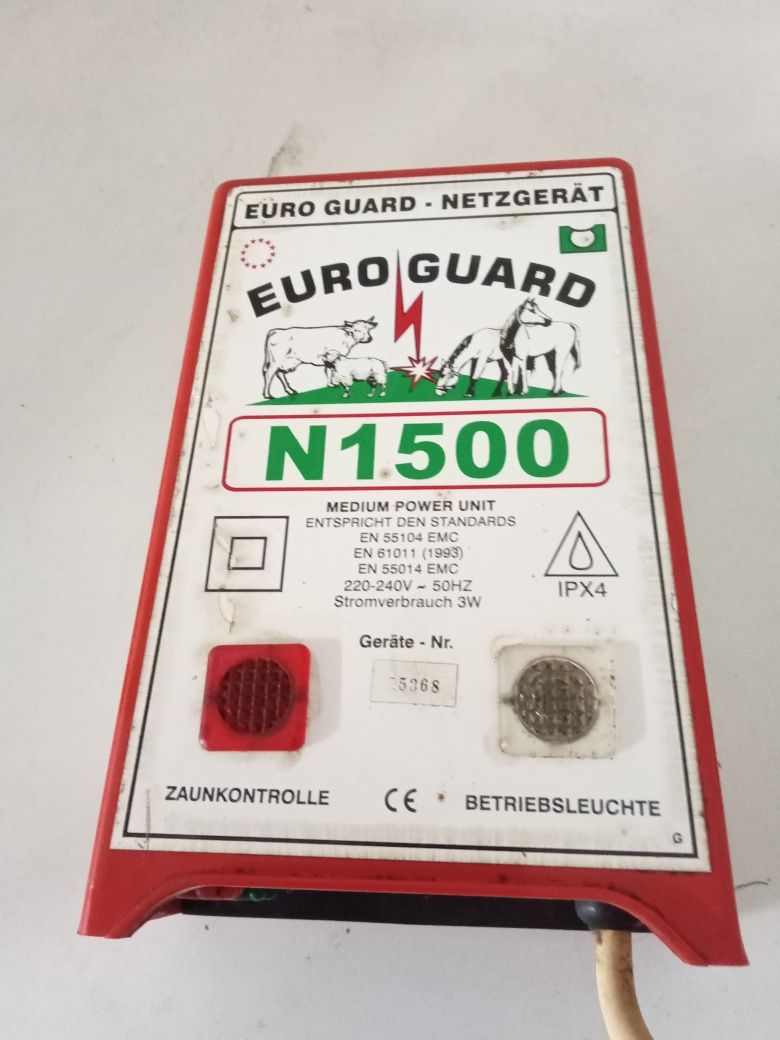 EURO GUARD - NETZGERÄT
EURO GUARD
N1500
MEDIUM POWER UNIT
ENTSPRICHT DEN STANDARDS
EN 55104 EMC
EN 61011 (1993)
EN 55014 EMC
220-240V ~ 50HZ
Stromverbrauch 3W
IPX4
Geräte - Nr.
ZAUNKONTROLLE
CE
BETRIEBSLEUCHTE
G